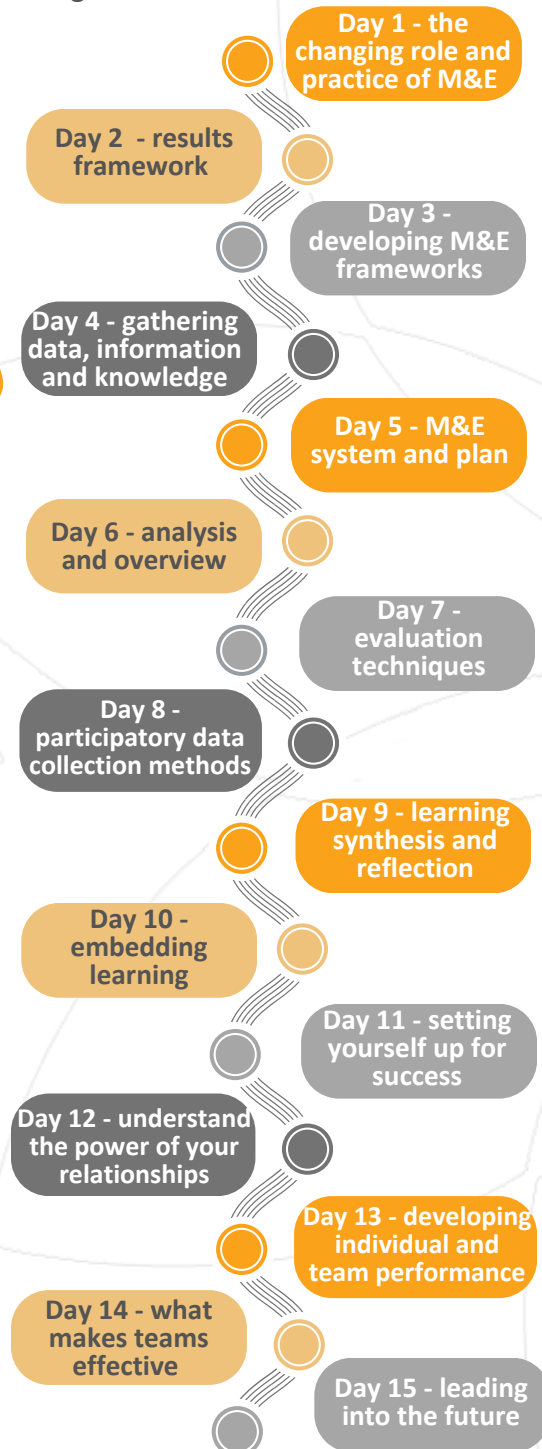 Day 1 - the
changing role and
practice of M&E
Day 2 - results
framework
Day 3 -
developing M&E
frameworks
Day 4 - gathering
data, information
and knowledge
Day 5 - M&E
system and plan
Day 6 - analysis
and overview
Day 7 -
evaluation
techniques
Day 8 -
participatory data
collection methods
Day 9 - learning
synthesis and
reflection
Day 10 -
embedding
learning
Day 11 - setting
yourself up for
success
Day 12 - understand
the power of your
relationships
Day 13 - developing
individual and
team performance
Day 14 - what
makes teams
effective
Day 15 - leading
into the future